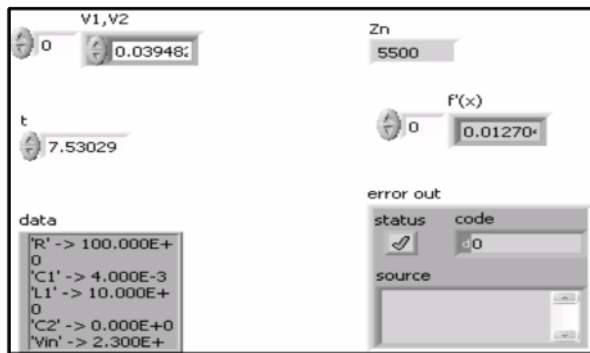 V1,V2
0
0.03948
Zn
5500
t
7.53029
f'(x)
0
0.01270
data
'R' -> 100.000E+
0
'C1' -> 4.000E-3
'L1' -> 10.000E+
0
'C2' -> 0.000E+0
'Vin' -> 2.300E+
error out
status
code
d0
source